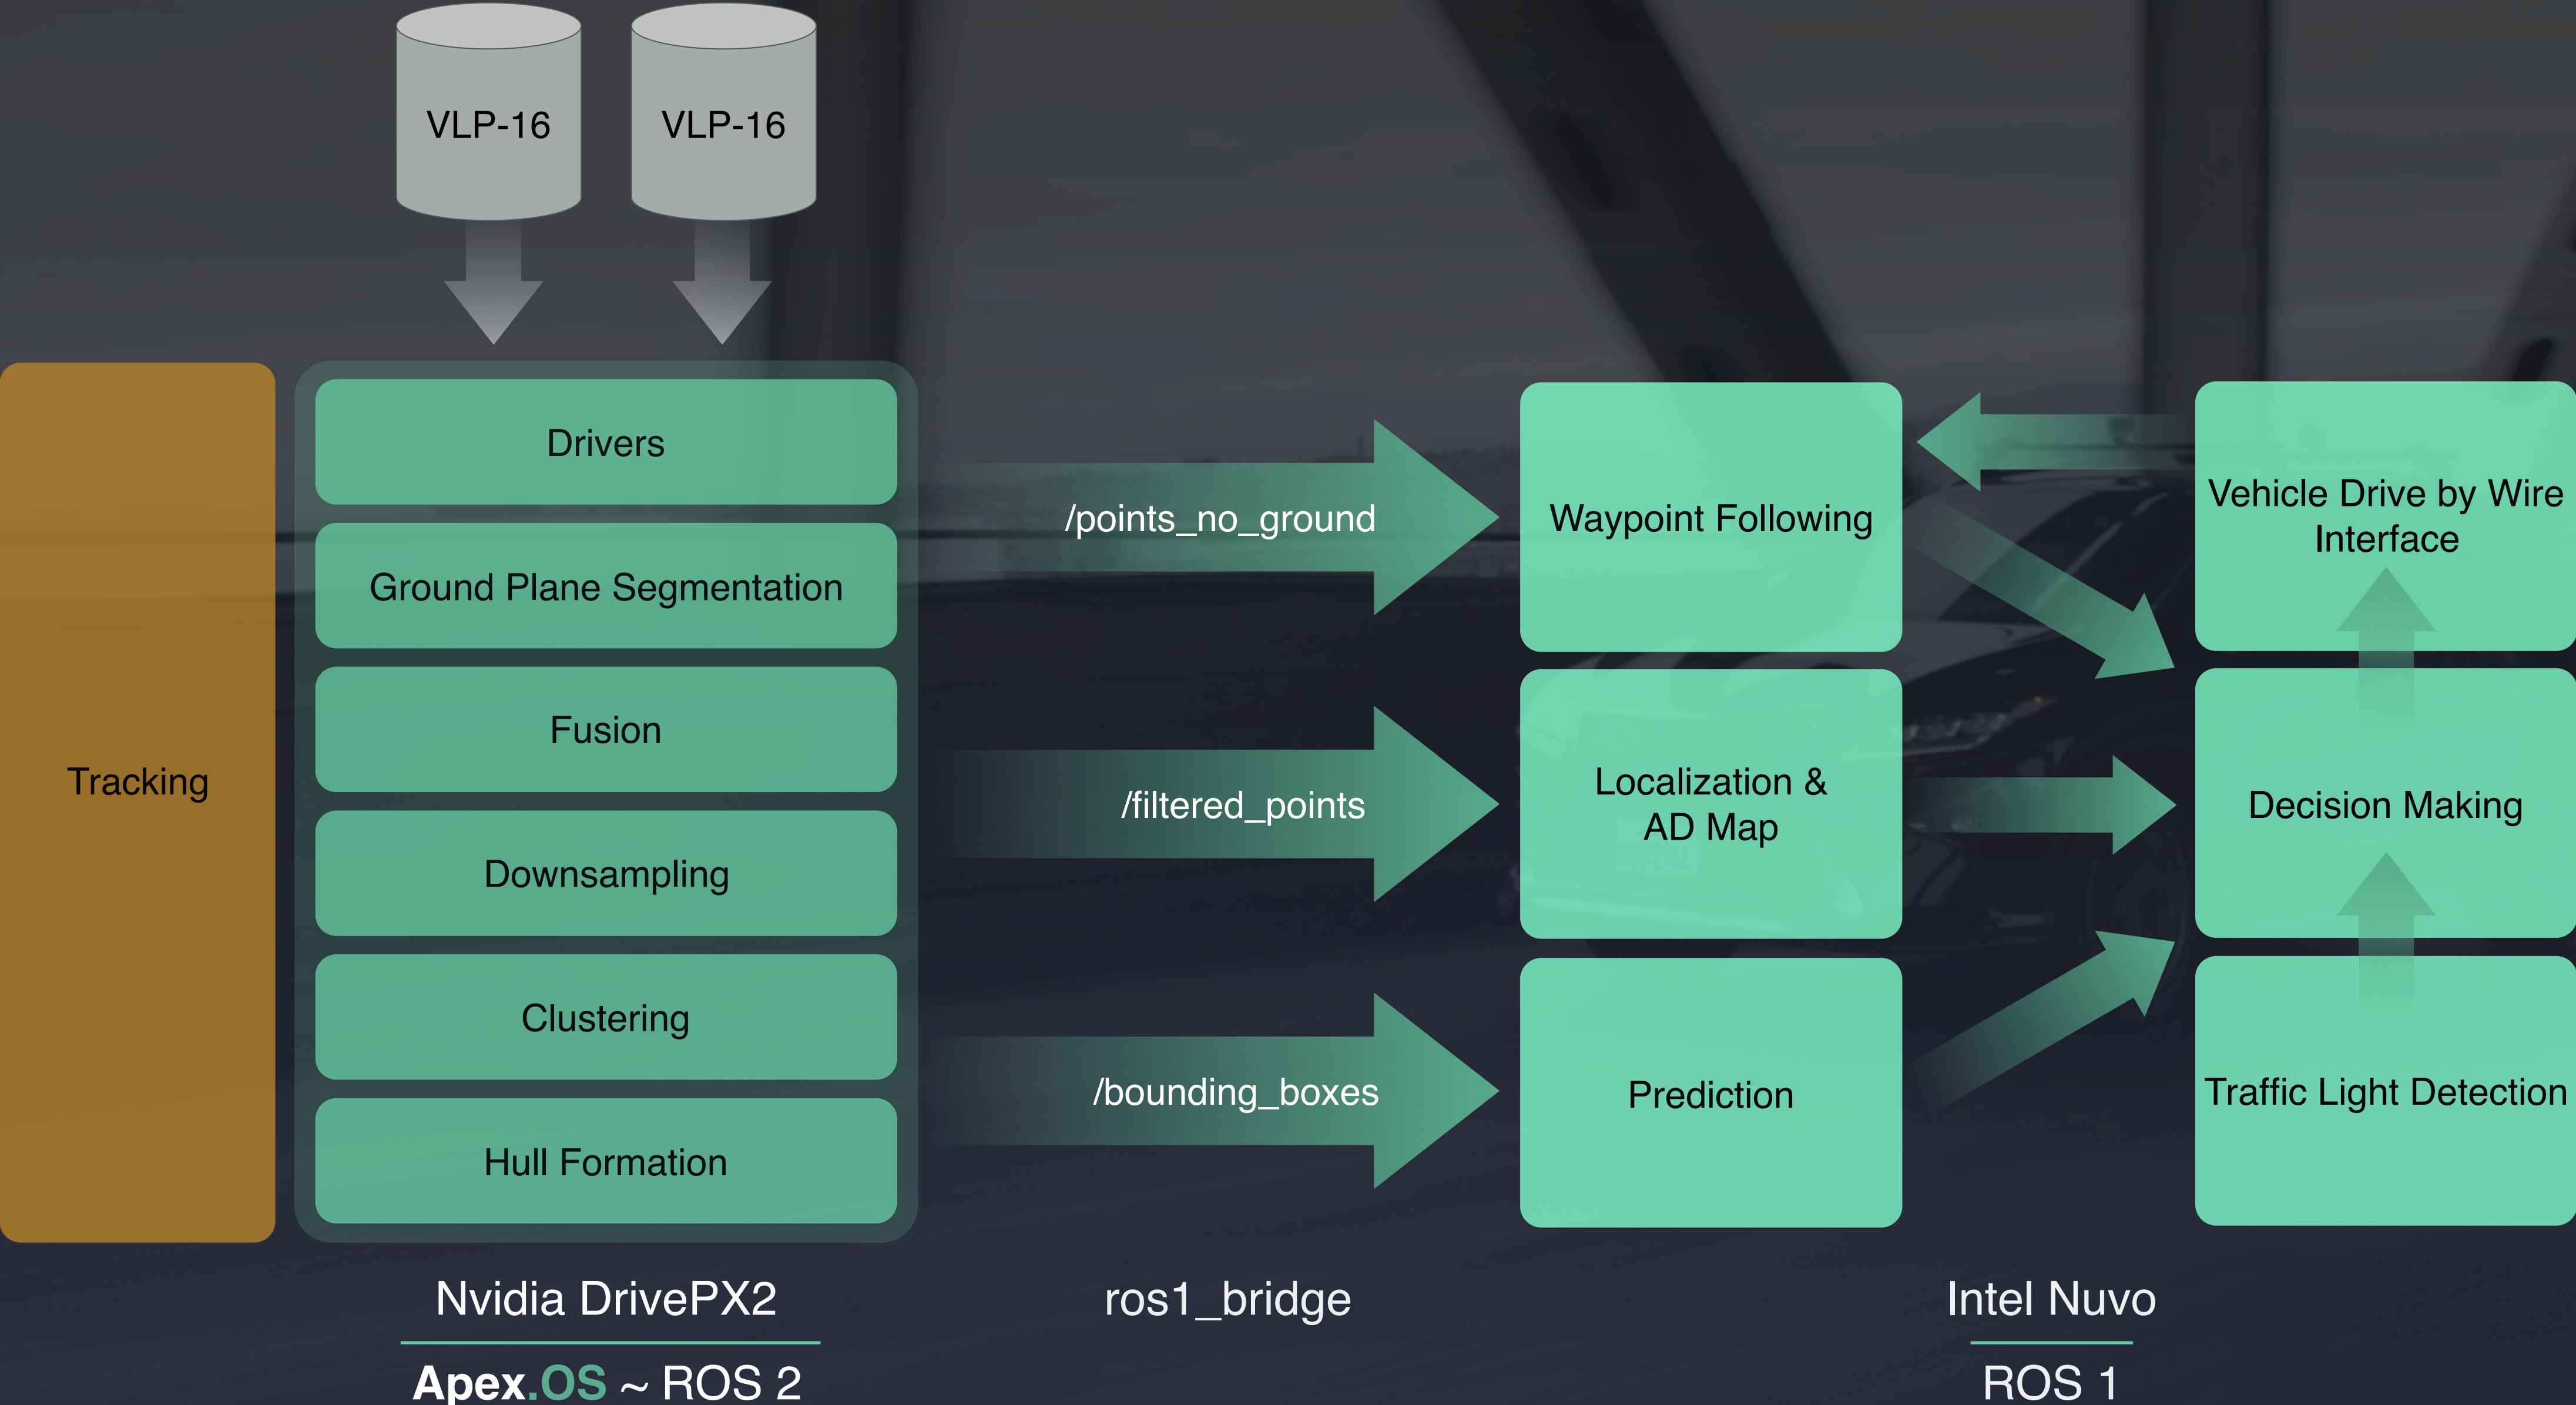 VLP-16
VLP-16
Tracking
Drivers
Ground Plane Segmentation
Fusion
Downsampling
Clustering
Hull Formation
/points_no_ground
/filtered_points
/bounding_boxes
Waypoint Following
Localization &
AD Map
Prediction
Vehicle Drive by Wire
Interface
Decision Making
Traffic Light Detection
Nvidia DrivePX2
Apex.OS ~ ROS 2
ros1_bridge
Intel Nuvo
ROS 1